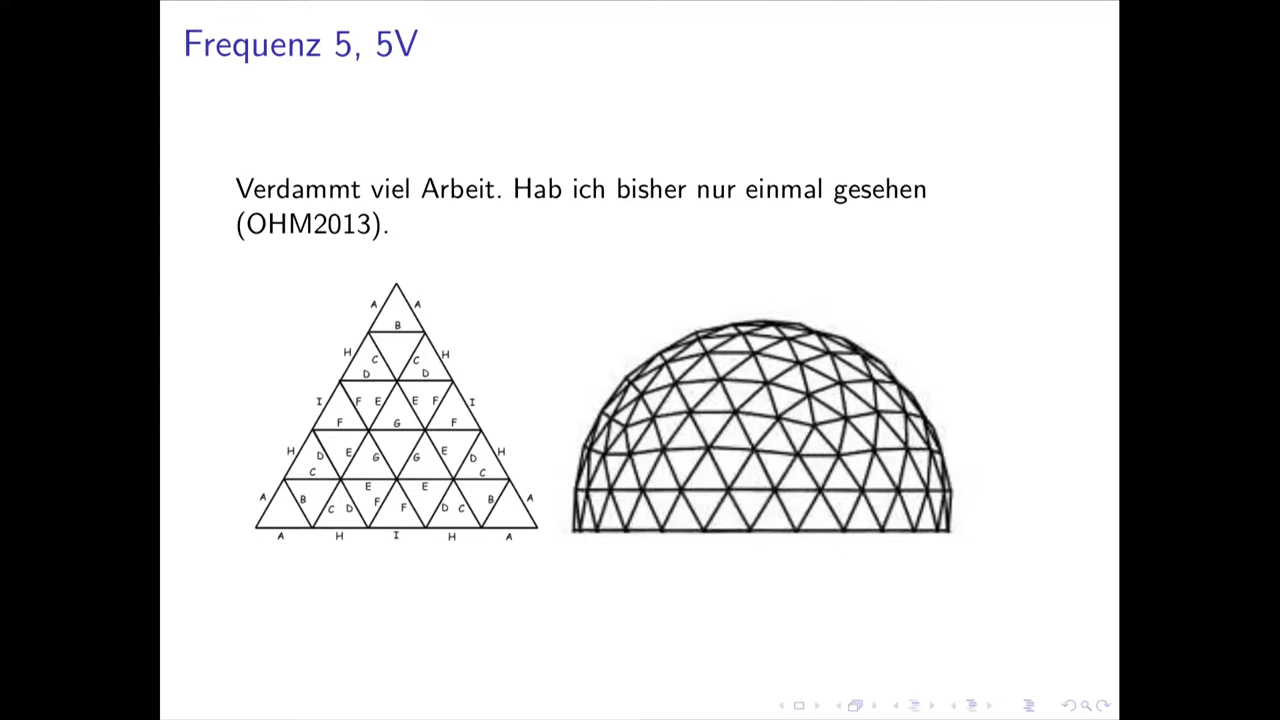 Frequenz 5, 5V
Verdammt viel Arbeit. Hab ich bisher nur einmal gesehen
(OHM2013).
A A
B
H C C H
D D
I F E E F I
F G F
H D E G G E D H
C C
E E
A B C D F F D C B A
A H I H A